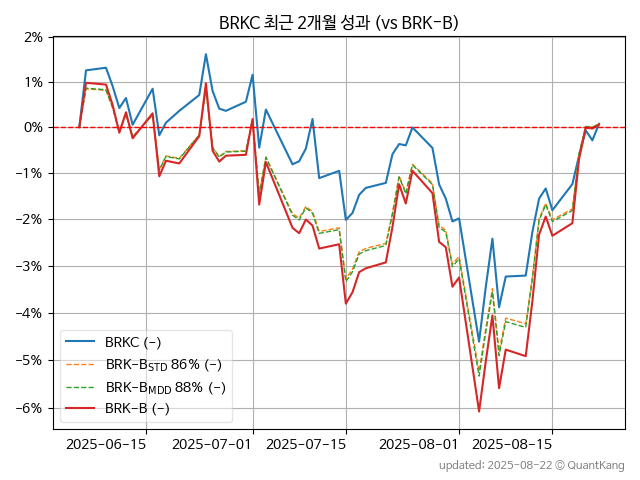 BRKC 최근 2개월 성과 (vs BRK-B)
2%
1%
0%
-1%
-2%
-3%
-4%
-5%
-6%
BRKC (-)
BRK-B_STD 86% (-)
BRK-B_MDD 88% (-)
BRK-B (-)
2025-06-15 2025-07-01 2025-07-15 2025-08-01 2025-08-15
updated: 2025-08-22 © QuantKang